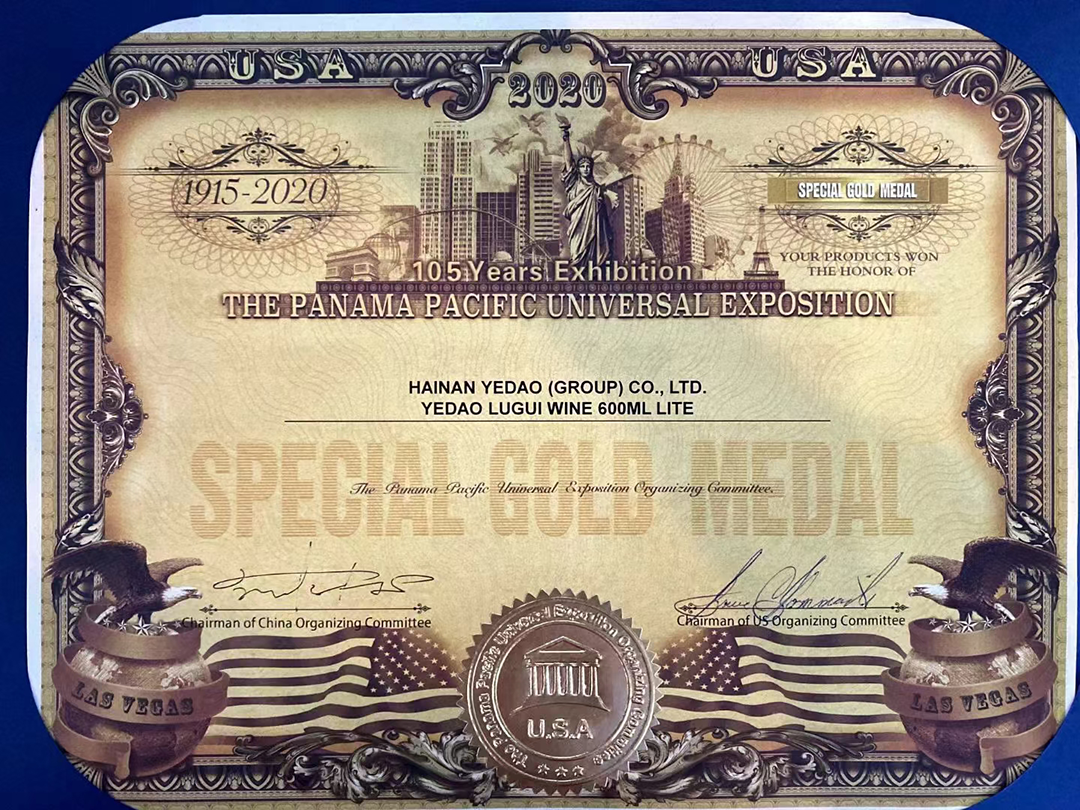 USA
USA
2020
1915-2020
SPECIAL GOLD MEDAL
YOUR PRODUCTS WON
THE HONOR OF
105 Years Exhibition
THE PANAMA PACIFIC UNIVERSAL EXPOSITION
HAINAN YEDAO (GROUP) CO., LTD.
YEDAO LUGUI WINE 600ML LITE
SPECIAL GOLD MEDAL
The Panama Pacific Universal Exposition Organizing Committee.
Chairman of China Organizing Committee
Chairman of US Organizing Committee
LAS VEGAS
LAS VEGAS
The Panama Pacific Universal Exposition Organizing Committee
U.S.A